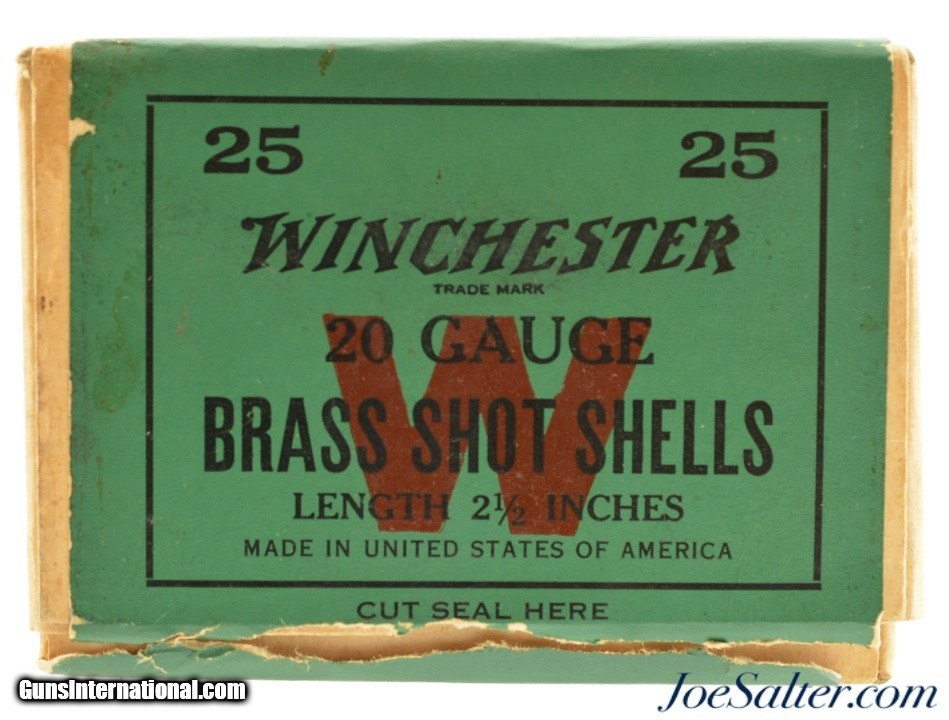 25 25
WINCHESTER
TRADE MARK
W
20 GAUGE
BRASS SHOT SHELLS
LENGTH 2½ INCHES
MADE IN UNITED STATES OF AMERICA
CUT SEAL HERE
GunsInternational.com
JoeSalter.com